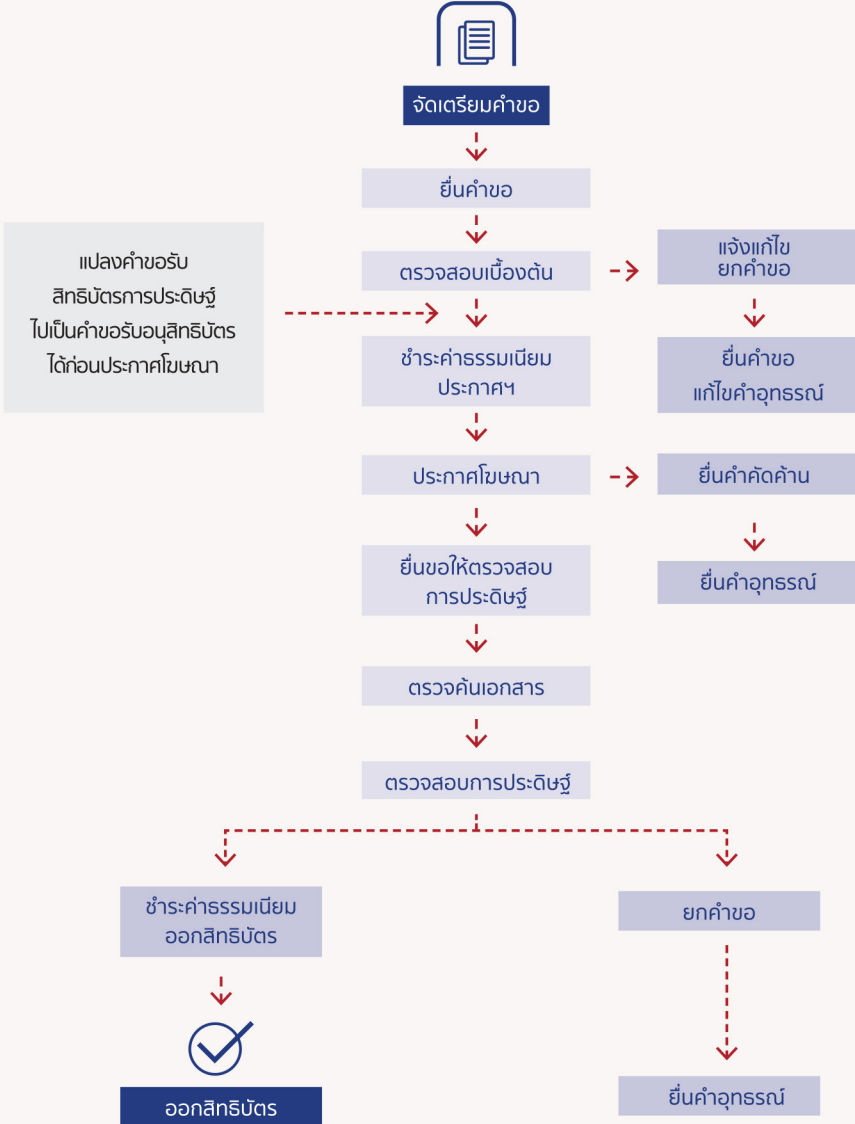 จัดเตรียมคำขอ
ยื่นคำขอ
แปลงคำขอรับ
สิทธิบัตรการประดิษฐ์
ไปเป็นคำขอรับอนุสิทธิบัตร
ได้ก่อนประกาศโฆษณา
ตรวจสอบเบื้องต้น
แจ้งแก้ไข
ยกคำขอ
ชำระค่าธรรมเนียม
ประกาศฯ
ยื่นคำขอ
แก้ไขคำอุทธรณ์
ประกาศโฆษณา
ยื่นคำคัดค้าน
ยื่นขอให้ตรวจสอบ
การประดิษฐ์
ยื่นคำอุทธรณ์
ตรวจค้นเอกสาร
ตรวจสอบการประดิษฐ์
ชำระค่าธรรมเนียม
ออกสิทธิบัตร
ยกคำขอ
ออกสิทธิบัตร
ยื่นคำอุทธรณ์